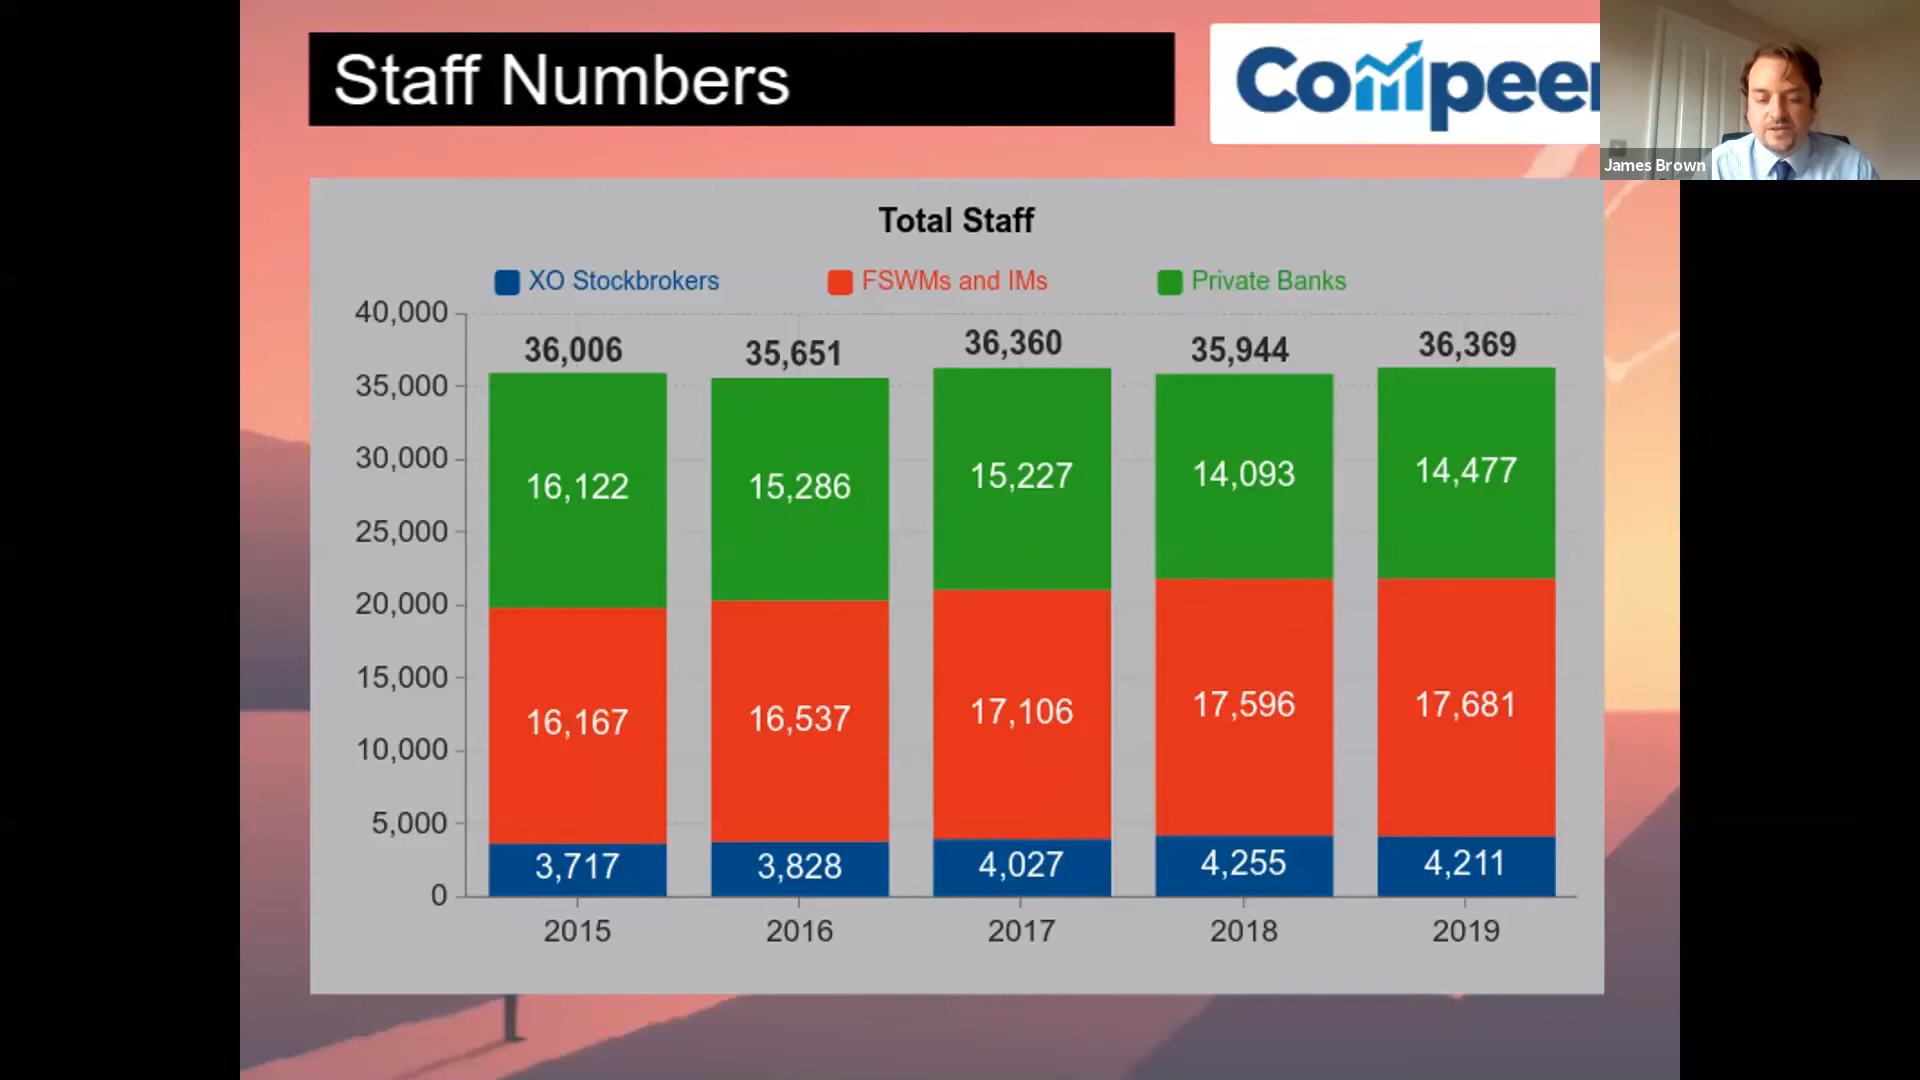 Staff Numbers
Compeer
James Brown
Total Staff
XO Stockbrokers FSWMs and IMs Private Banks
40,000
36,006 35,651 36,360 35,944 36,369
35,000
30,000
16,122 15,286 15,227 14,093 14,477
25,000
20,000
15,000
16,167 16,537 17,106 17,596 17,681
10,000
5,000
3,717 3,828 4,027 4,255 4,211
0
2015 2016 2017 2018 2019